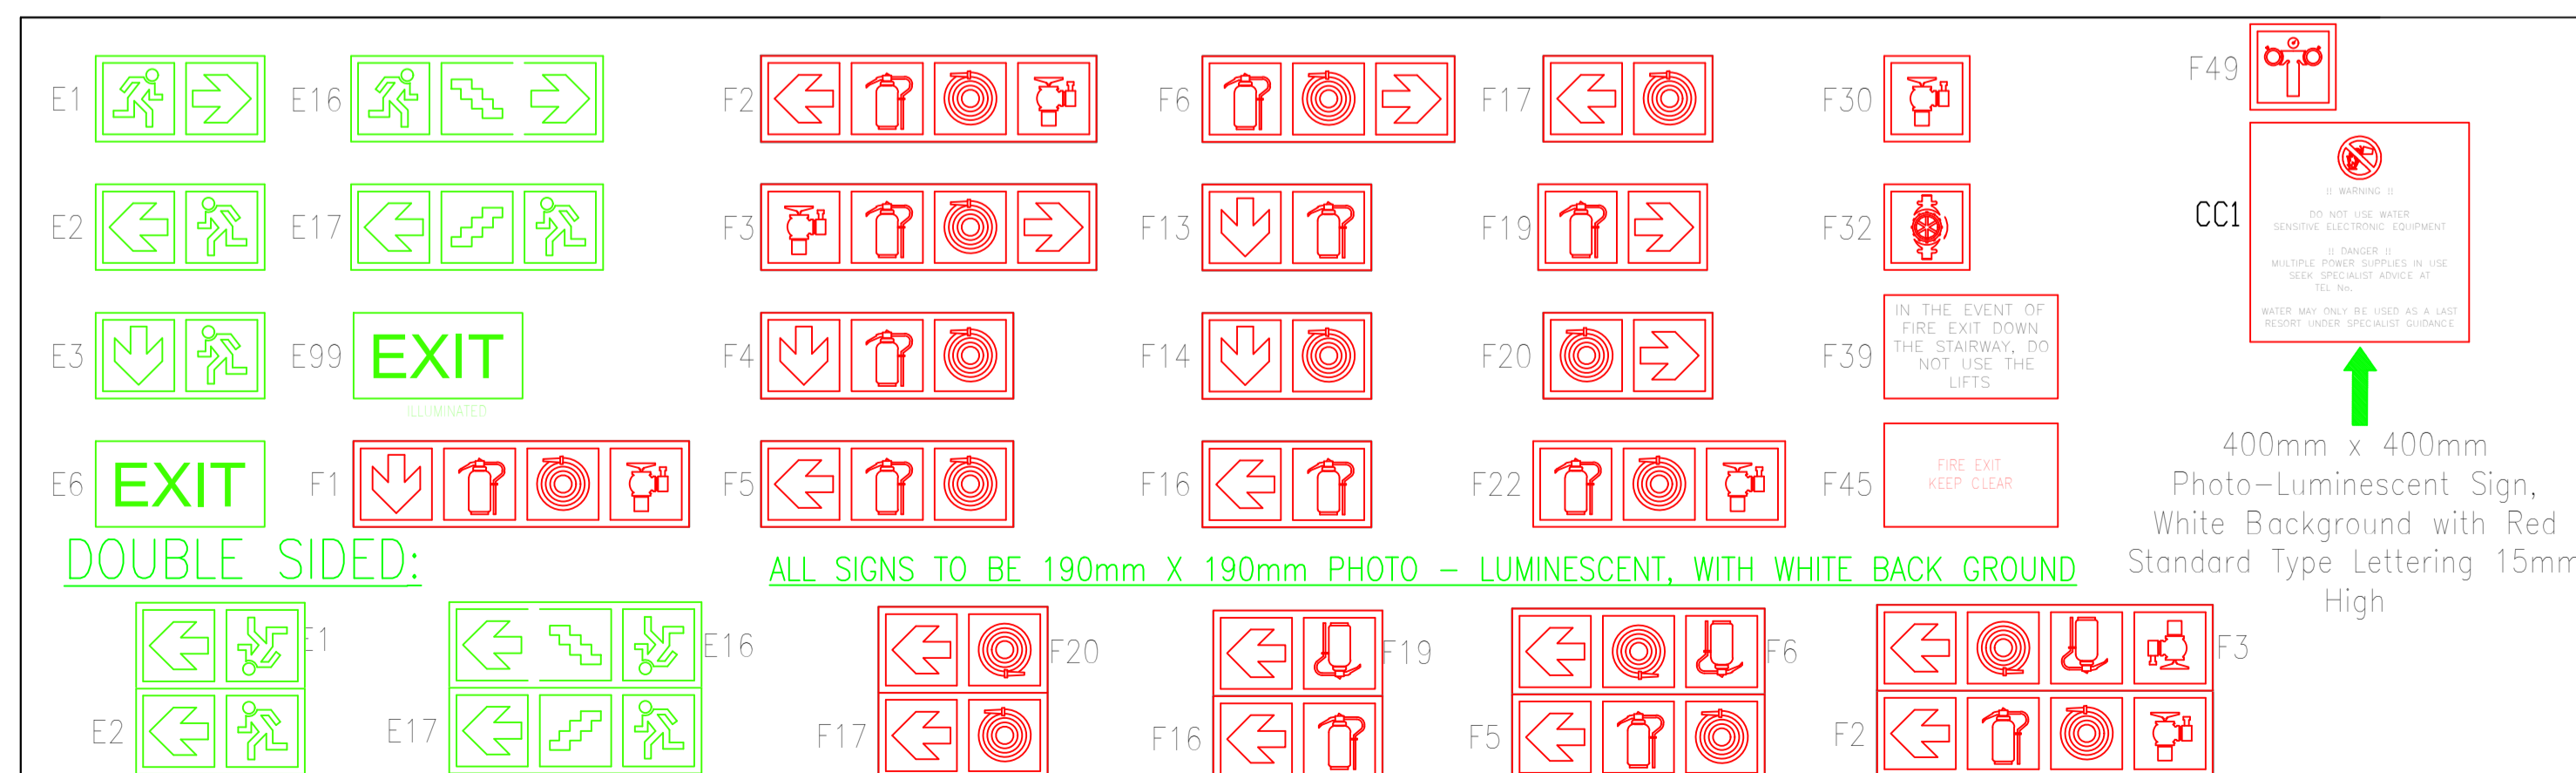 E1
E16
F2
F6
F17
F30
F49
E2
E17
F3
F13
F19
F32
CC1
!! WARNING !!
DO NOT USE WATER
SENSITIVE ELECTRONIC EQUIPMENT
!! DANGER !!
MULTIPLE POWER SUPPLIES IN USE
SEEK SPECIALIST ADVICE AT
TEL No.
WATER MAY ONLY BE USED AS A LAST
RESORT UNDER SPECIALIST GUIDANCE
E3
E99
EXIT
ILLUMINATED
F4
F14
F20
F39
IN THE EVENT OF
FIRE EXIT DOWN
THE STAIRWAY, DO
NOT USE THE
LIFTS
E6
EXIT
F1
F5
F16
F22
F45
FIRE EXIT
KEEP CLEAR
400mm x 400mm
Photo-Luminescent Sign,
White Background with Red
Standard Type Lettering 15mm
High
DOUBLE SIDED:
ALL SIGNS TO BE 190mm X 190mm PHOTO - LUMINESCENT, WITH WHITE BACK GROUND
E1
E16
F20
F19
F6
F3
E2
E17
F17
F16
F5
F2